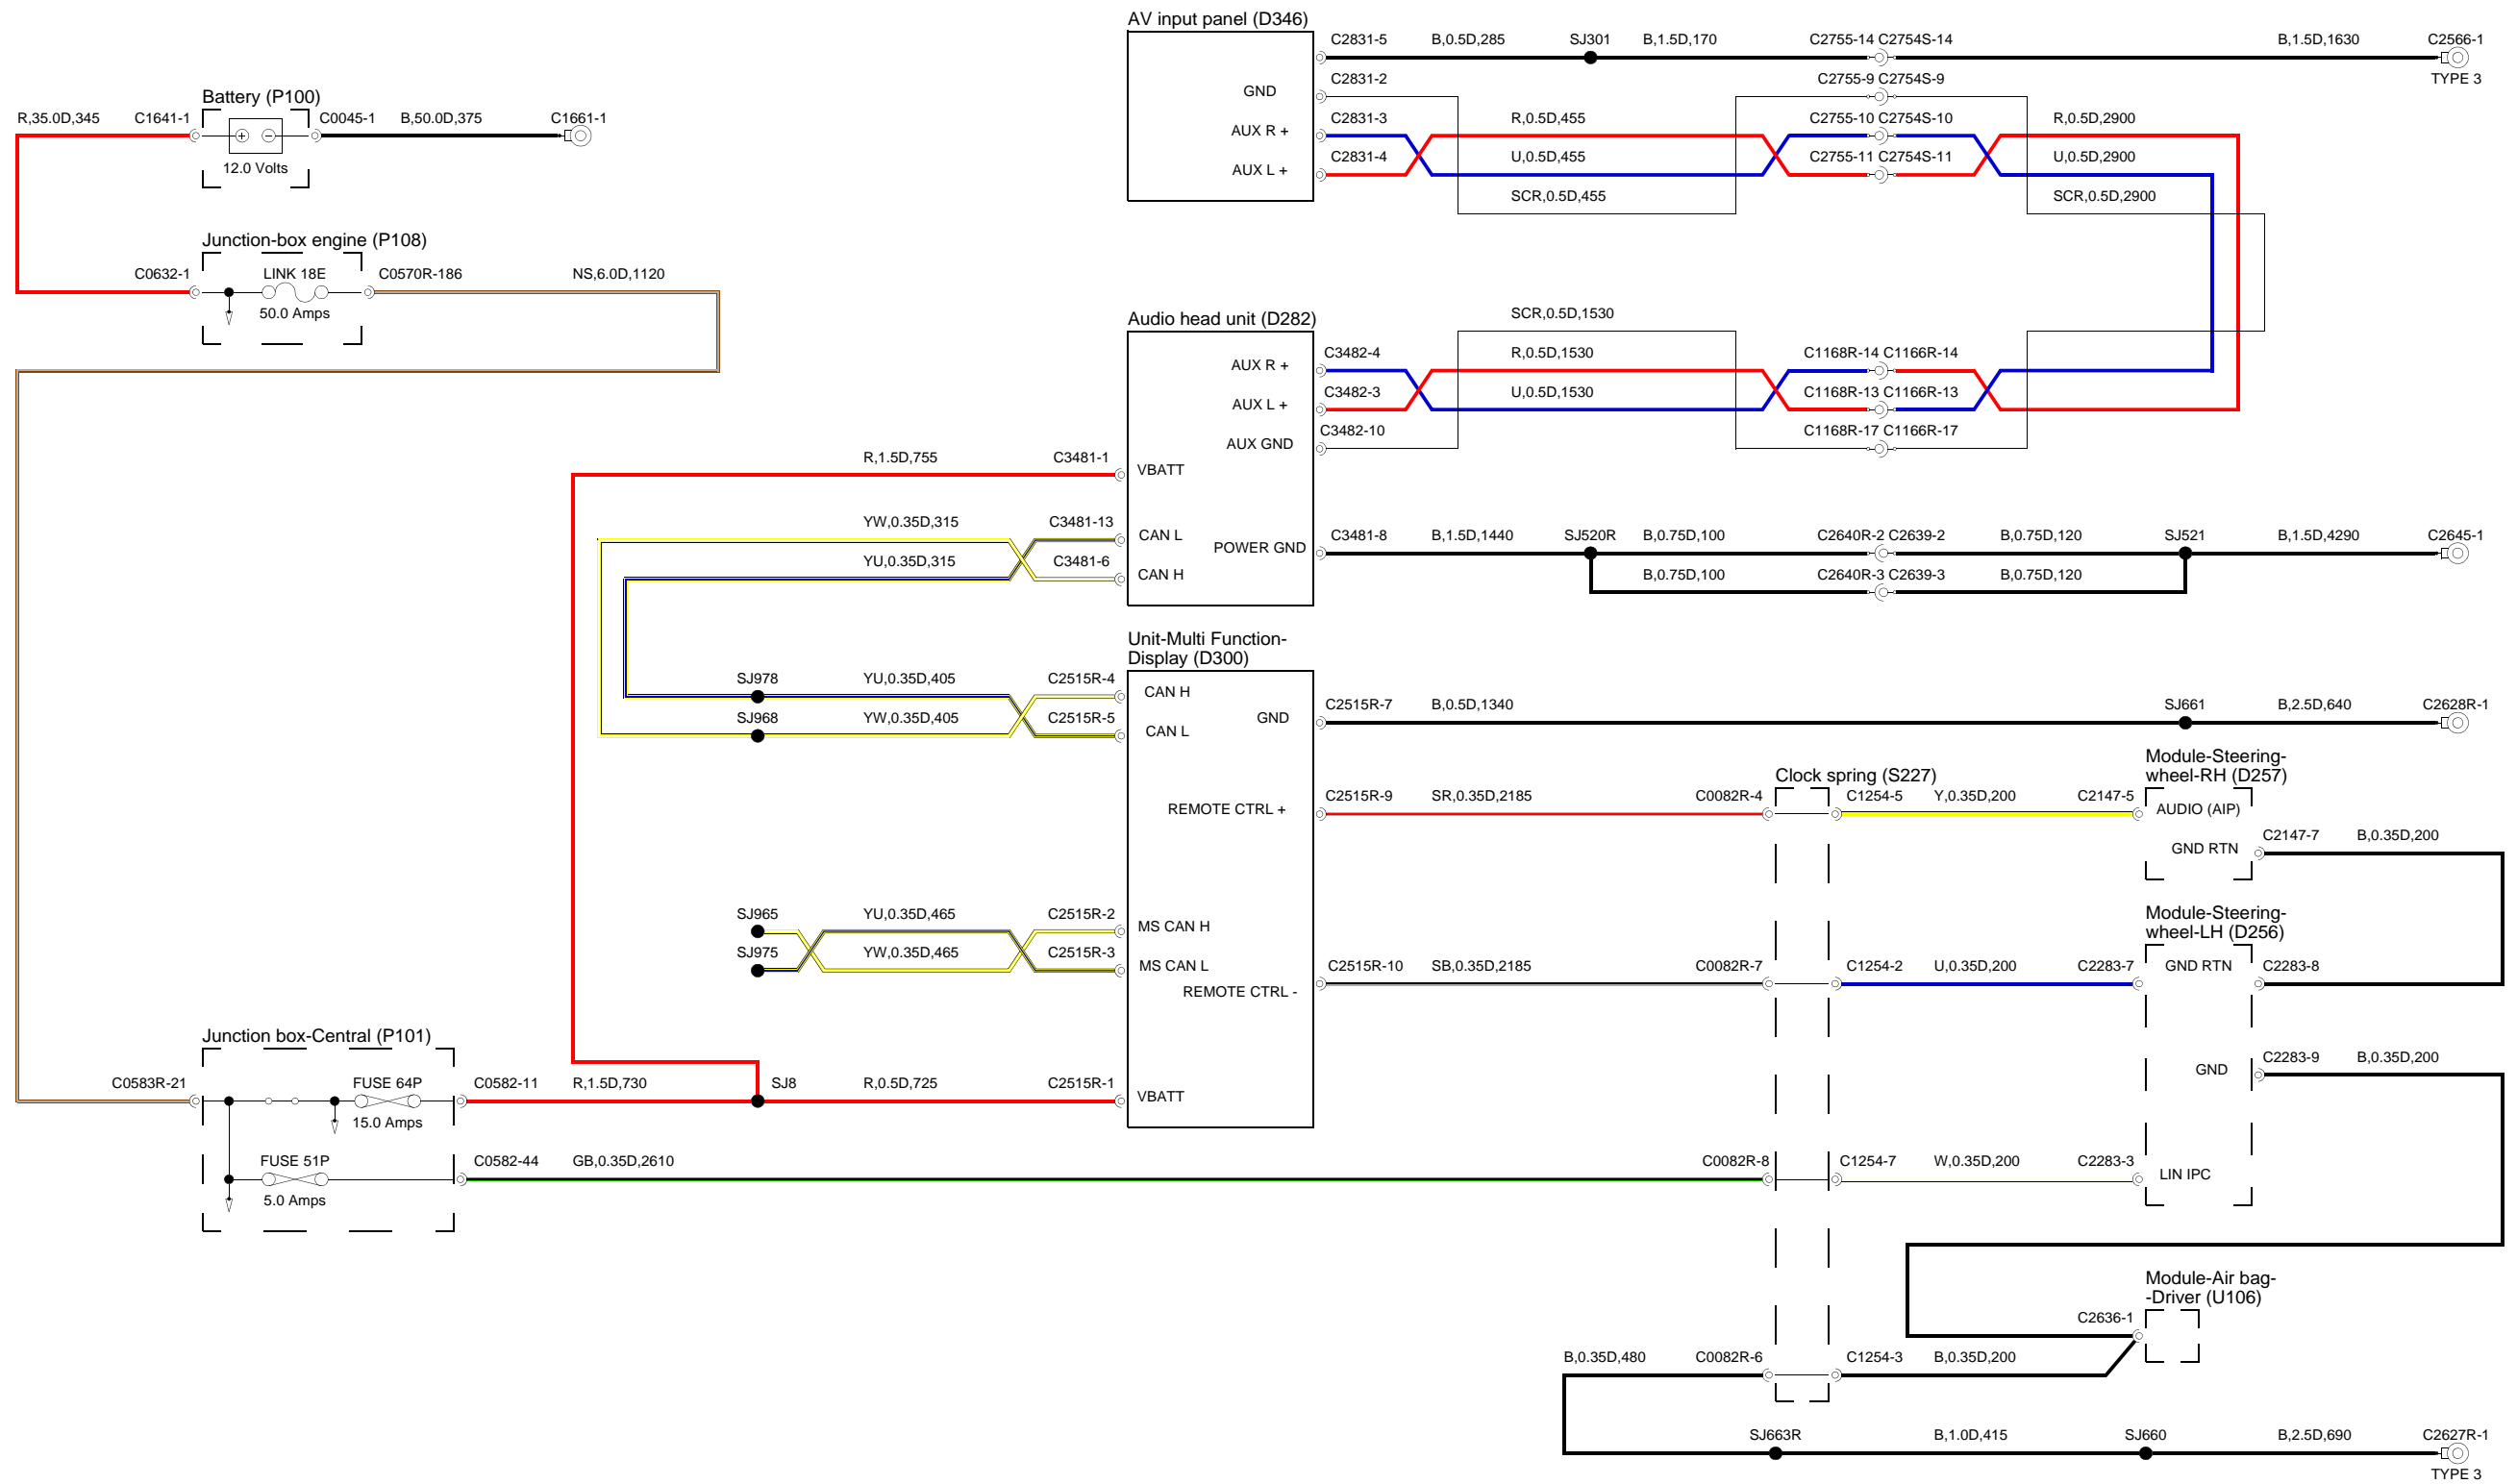 AV input panel (D346)
C2831-5 B,0.5D,285 SJ301 B,1.5D,170 C2755-14 C2754S-14 B,1.5D,1630 C2566-1
TYPE 3
C2831-2 C2755-9 C2754S-9
GND
Battery (P100)
R,35.0D,345 C1641-1 C0045-1 B,50.0D,375 C1661-1
12.0 Volts
C2831-3 R,0.5D,455 C2755-10 C2754S-10 R,0.5D,2900
AUX R +
C2831-4 U,0.5D,455 C2755-11 C2754S-11 U,0.5D,2900
AUX L +
SCR,0.5D,455 SCR,0.5D,2900
Junction-box engine (P108)
C0632-1 LINK 18E C0570R-186 NS,6.0D,1120
50.0 Amps
Audio head unit (D282)
SCR,0.5D,1530
C3482-4 R,0.5D,1530 C1168R-14 C1166R-14
AUX R +
C3482-3 U,0.5D,1530 C1168R-13 C1166R-13
AUX L +
C3482-10 C1168R-17 C1166R-17
AUX GND
R,1.5D,755 C3481-1
VBATT
YW,0.35D,315 C3481-13
CAN L
YU,0.35D,315 C3481-6
CAN H
POWER GND
C3481-8 B,1.5D,1440 SJ520R B,0.75D,100 C2640R-2 C2639-2 B,0.75D,120 SJ521 B,1.5D,4290 C2645-1
B,0.75D,100 C2640R-3 C2639-3 B,0.75D,120
Unit-Multi Function-
Display (D300)
SJ978 YU,0.35D,405 C2515R-4
CAN H
SJ968 YW,0.35D,405 C2515R-5
CAN L
GND
C2515R-7 B,0.5D,1340 SJ661 B,2.5D,640 C2628R-1
Module-Steering-
wheel-RH (D257)
Clock spring (S227)
C2515R-9 SR,0.35D,2185 C0082R-4 C1254-5 Y,0.35D,200 C2147-5
REMOTE CTRL +
AUDIO (AIP)
C2147-7 B,0.35D,200
GND RTN
SJ965 YU,0.35D,465 C2515R-2
MS CAN H
SJ975 YW,0.35D,465 C2515R-3
MS CAN L
REMOTE CTRL -
Module-Steering-
wheel-LH (D256)
C2515R-10 SB,0.35D,2185 C0082R-7 C1254-2 U,0.35D,200 C2283-7 GND RTN C2283-8
Junction box-Central (P101)
C0583R-21 FUSE 64P C0582-11 R,1.5D,730 SJ8 R,0.5D,725 C2515R-1
15.0 Amps
VBATT
C2283-9 B,0.35D,200
GND
FUSE 51P C0582-44 GB,0.35D,2610 C0082R-8 C1254-7 W,0.35D,200 C2283-3
5.0 Amps
LIN IPC
Module-Air bag-
-Driver (U106)
C2636-1
B,0.35D,480 C0082R-6 C1254-3 B,0.35D,200
SJ663R B,1.0D,415 SJ660 B,2.5D,690 C2627R-1
TYPE 3